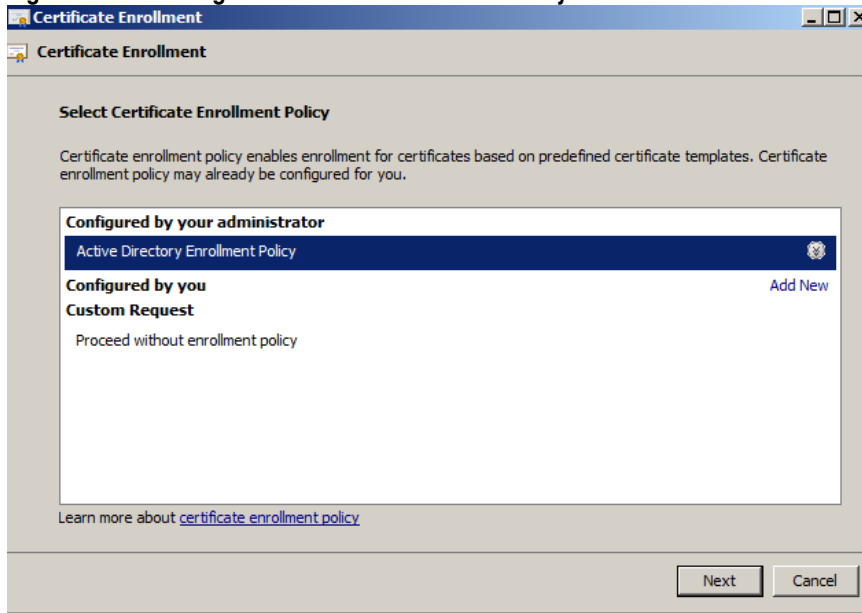 Certificate Enrollment
Certificate Enrollment
Select Certificate Enrollment Policy
Certificate enrollment policy enables enrollment for certificates based on predefined certificate templates. Certificate
enrollment policy may already be configured for you.
Configured by your administrator
Active Directory Enrollment Policy
Configured by you Add New
Custom Request
Proceed without enrollment policy
Learn more about certificate enrollment policy
Next Cancel